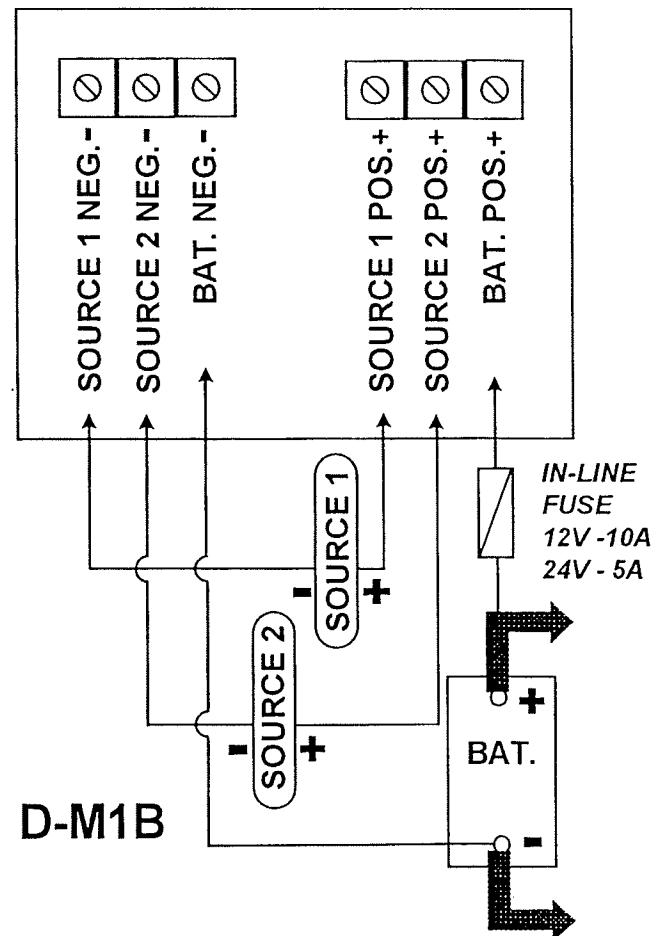 SOURCE 1 NEG.-
SOURCE 2 NEG.-
BAT. NEG.-
SOURCE 1 POS.+
SOURCE 2 POS.+
BAT. POS.+
IN-LINE
FUSE
12V -10A
24V - 5A
- SOURCE 1 +
- SOURCE 2 +
+
BAT.
-
D-M1B